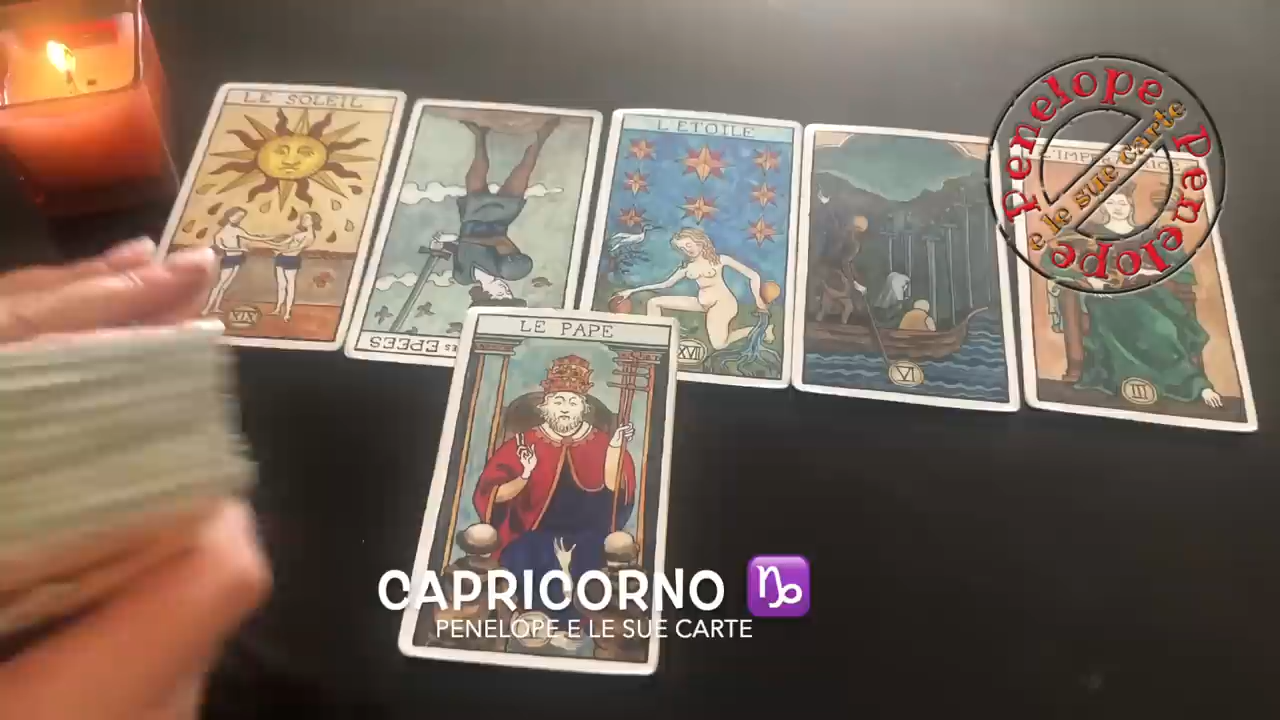 LE SOLEIL
XIX
EPEES
L'ETOILE
XVII
VI
III
LE PAPE
Penelope Penelope
e le sue carte
CAPRICORNO ♑
PENELOPE E LE SUE CARTE